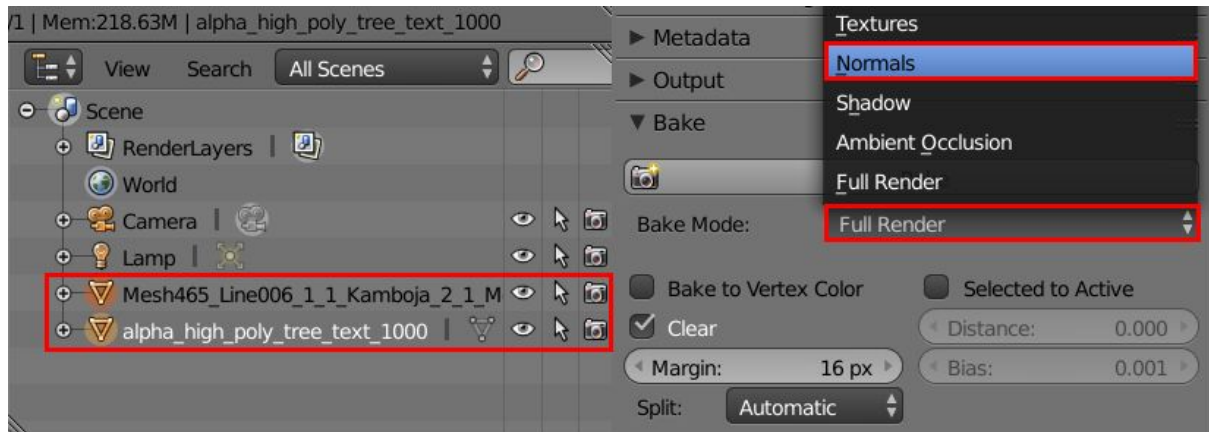 /1 | Mem:218.63M | alpha_high_poly_tree_text_1000
View Search All Scenes
Scene
RenderLayers |
World
Camera |
Lamp |
Mesh465_Line006_1_1_Kamboja_2_1_M
alpha_high_poly_tree_text_1000 |
Metadata
Output
Bake
Textures
Normals
Shadow
Ambient Occlusion
Full Render
Bake Mode: Full Render
Bake to Vertex Color Selected to Active
Clear Distance: 0.000
Margin: 16 px Bias: 0.001
Split: Automatic